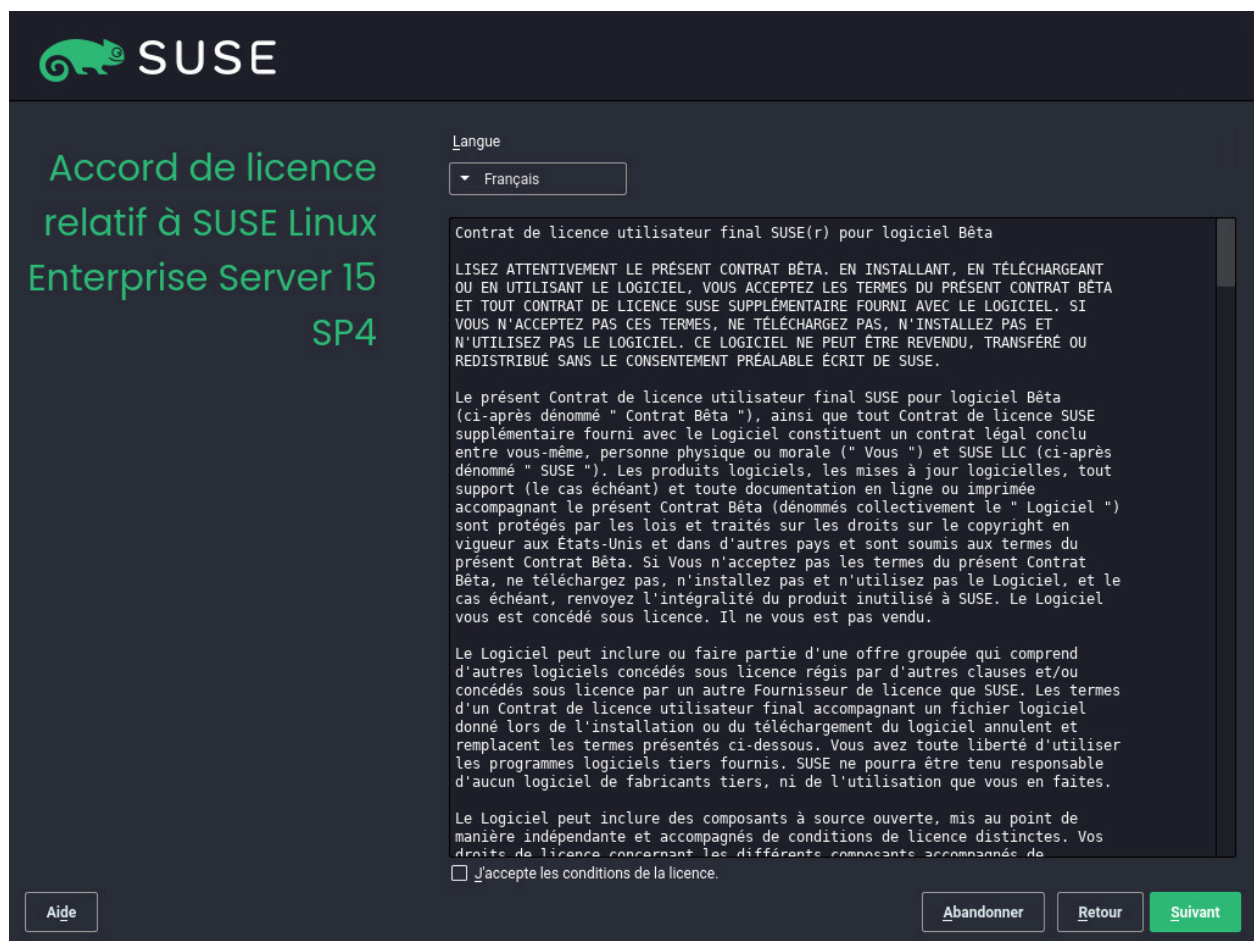 SUSE
Accord de licence
relatif à SUSE Linux
Enterprise Server 15
SP4
Langue
Français
Contrat de licence utilisateur final SUSE(r) pour logiciel Bêta
LISEZ ATTENTIVEMENT LE PRÉSENT CONTRAT BÊTA. EN INSTALLANT, EN TÉLÉCHARGEANT
OU EN UTILISANT LE LOGICIEL, VOUS ACCEPTEZ LES TERMES DU PRÉSENT CONTRAT BÊTA
ET TOUT CONTRAT DE LICENCE SUSE SUPPLÉMENTAIRE FOURNI AVEC LE LOGICIEL. SI
VOUS N'ACCEPTEZ PAS CES TERMES, NE TÉLÉCHARGEZ PAS, N'INSTALLEZ PAS ET
N'UTILISEZ PAS LE LOGICIEL. CE LOGICIEL NE PEUT ÊTRE REVENDU, TRANSFÉRÉ OU
REDISTRIBUÉ SANS LE CONSENTEMENT PRÉALABLE ÉCRIT DE SUSE.
Le présent Contrat de licence utilisateur final SUSE pour logiciel Bêta
(ci-après dénommé " Contrat Bêta "), ainsi que tout Contrat de licence SUSE
supplémentaire fourni avec le Logiciel constituent un contrat légal conclu
entre vous-même, personne physique ou morale (" Vous ") et SUSE LLC (ci-après
dénommé " SUSE "). Les produits logiciels, les mises à jour logicielles, tout
support (le cas échéant) et toute documentation en ligne ou imprimée
accompagnant le présent Contrat Bêta (dénommés collectivement le " Logiciel ")
sont protégés par les lois et traités sur les droits sur le copyright en
vigueur aux États-Unis et dans d'autres pays et sont soumis aux termes du
présent Contrat Bêta. Si Vous n'acceptez pas les termes du présent Contrat
Bêta, ne téléchargez pas, n'installez pas et n'utilisez pas le Logiciel, et le
cas échéant, renvoyez l'intégralité du produit inutilisé à SUSE. Le Logiciel
vous est concédé sous licence. Il ne vous est pas vendu.
Le Logiciel peut inclure ou faire partie d'une offre groupée qui comprend
d'autres logiciels concédés sous licence régis par d'autres clauses et/ou
concédés sous licence par un autre Fournisseur de licence que SUSE. Les termes
d'un Contrat de licence utilisateur final accompagnant un fichier logiciel
donné lors de l'installation ou du téléchargement du logiciel annulent et
remplacent les termes présentés ci-dessous. Vous avez toute liberté d'utiliser
les programmes logiciels tiers fournis. SUSE ne pourra être tenu responsable
d'aucun logiciel de fabricants tiers, ni de l'utilisation que vous en faites.
Le Logiciel peut inclure des composants à source ouverte, mis au point de
manière indépendante et accompagnés de conditions de licence distinctes. Vos
droits de licence concernant les différents composants accompagnés de
J'accepte les conditions de la licence.
Aide
Abandonner
Retour
Suivant